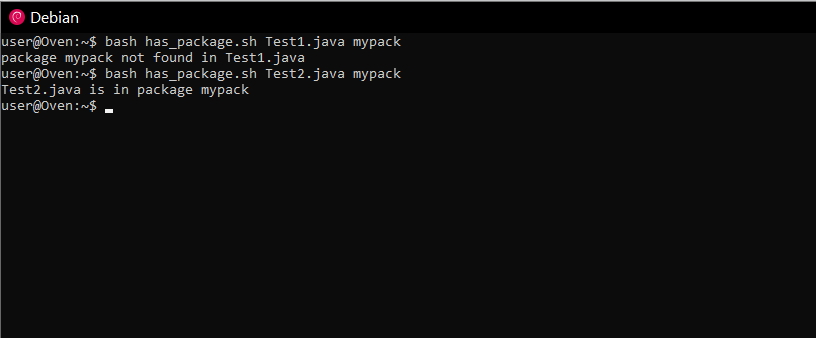 Debian
user@Oven:~$ bash has_package.sh Test1.java mypack
package mypack not found in Test1.java
user@Oven:~$ bash has_package.sh Test2.java mypack
Test2.java is in package mypack
user@Oven:~$